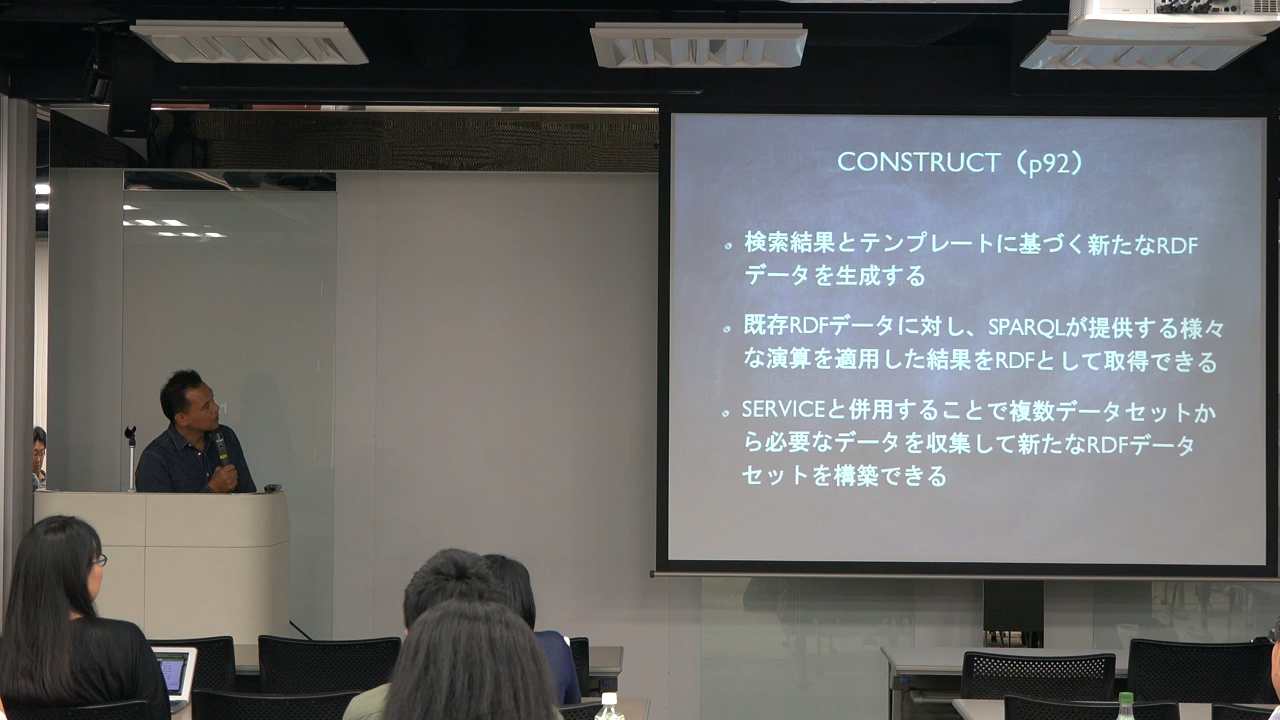 CONSTRUCT（p92）
検索結果とテンプレートに基づく新たなRDF
データを生成する
既存RDFデータに対し、SPARQLが提供する様々
な演算を適用した結果をRDFとして取得できる
SERVICEと併用することで複数データセットか
ら必要なデータを収集して新たなRDFデータ
セットを構築できる